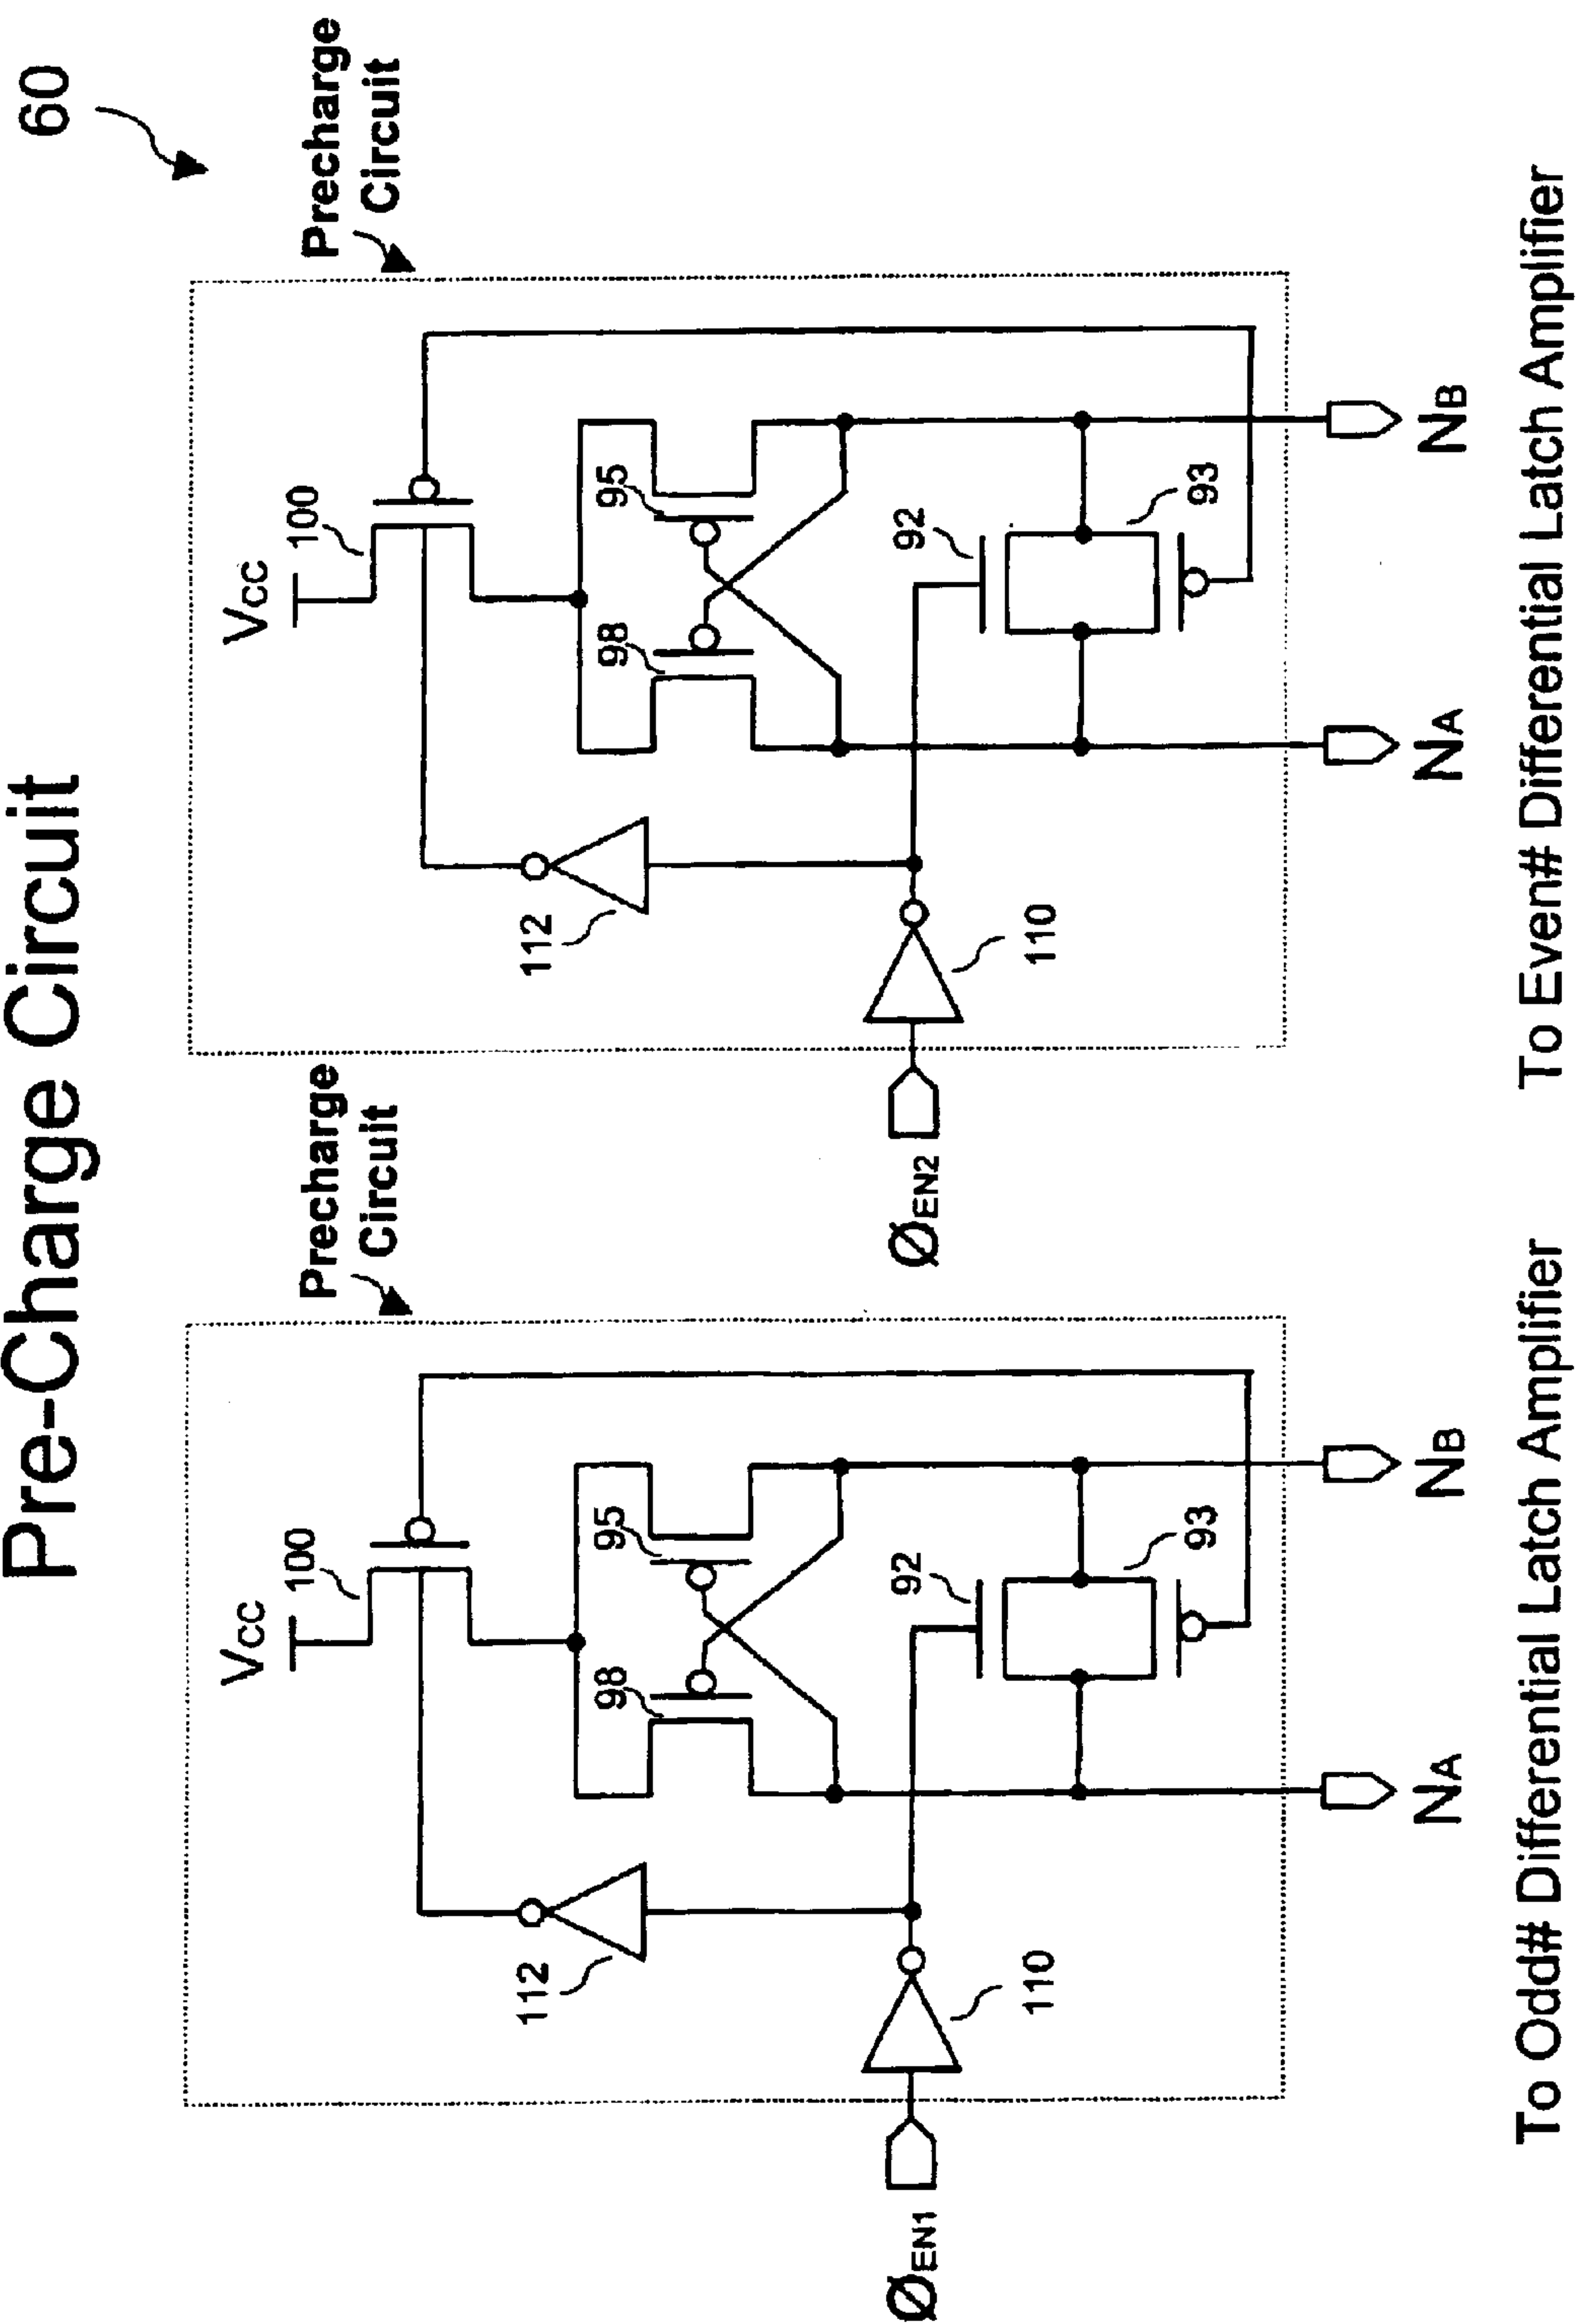 Pre-Charge Circuit
60
Precharge
Circuit
VCC
100
98
95
112
92
93
110
ØEN1
NA
NB
To Odd# Differential Latch Amplifier
Precharge
Circuit
VCC
100
98
95
112
92
93
110
ØEN2
NA
NB
To Even# Differential Latch Amplifier